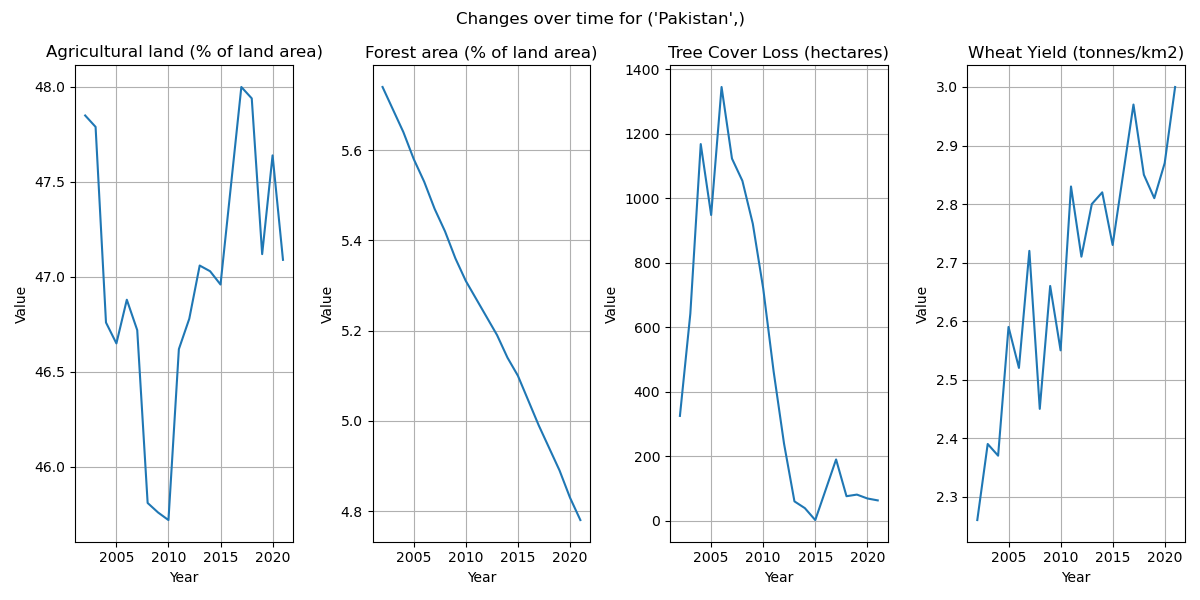 Changes over time for ('Pakistan',)
Agricultural land (% of land area)
48.0
47.5
47.0
46.5
46.0
Value
2005 2010 2015 2020
Year
Forest area (% of land area)
5.6
5.4
5.2
5.0
4.8
Value
2005 2010 2015 2020
Year
Tree Cover Loss (hectares)
1400
1200
1000
800
600
400
200
0
Value
2005 2010 2015 2020
Year
Wheat Yield (tonnes/km2)
3.0
2.9
2.8
2.7
2.6
2.5
2.4
2.3
Value
2005 2010 2015 2020
Year